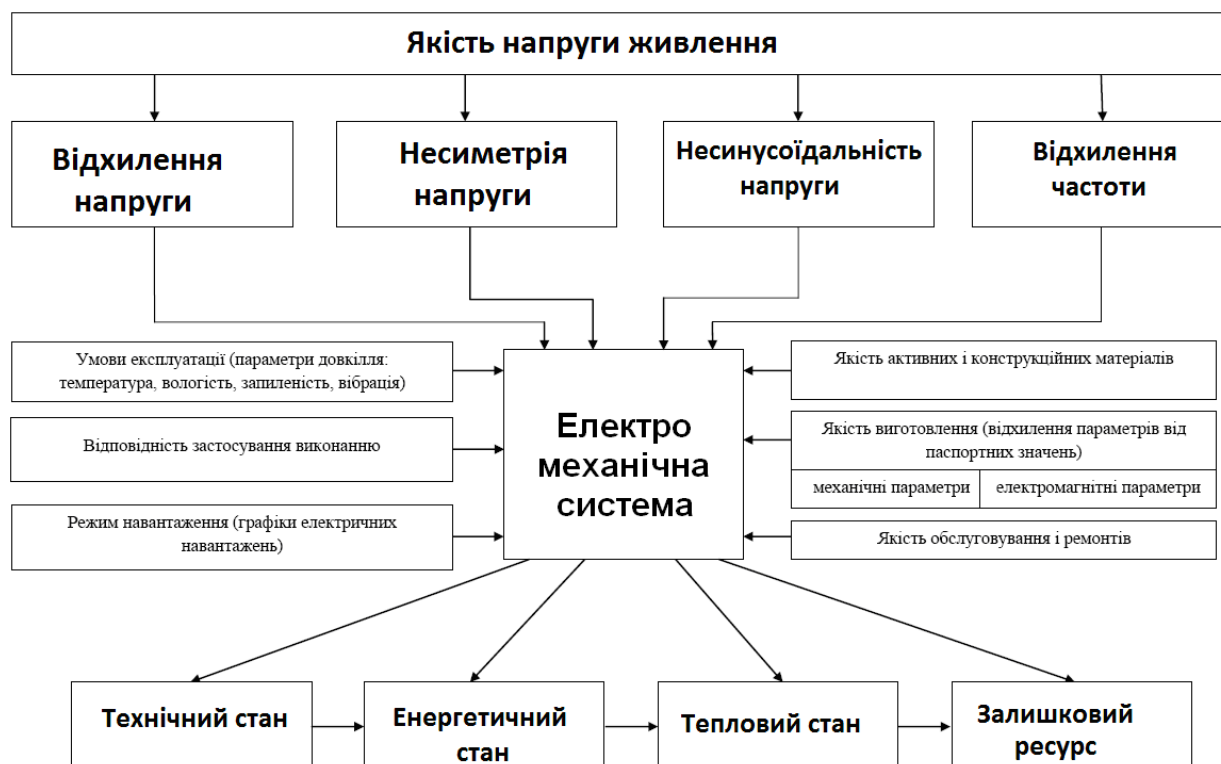 Якість напруги живлення
Відхилення
напруги
Несиметрія
напруги
Несинусоїдальність
напруги
Відхилення
частоти
Умови експлуатації (параметри довкілля:
температура, вологість, запиленість, вібрація)
Відповідність застосування виконанню
Режим навантаження (графіки електричних
навантажень)
Електро
механічна
система
Якість активних і конструкційних матеріалів
Якість виготовлення (відхилення параметрів від
паспортних значень)
механічні параметри
електромагнітні параметри
Якість обслуговування і ремонтів
Технічний стан
Енергетичний
стан
Тепловий стан
Залишковий
ресурс